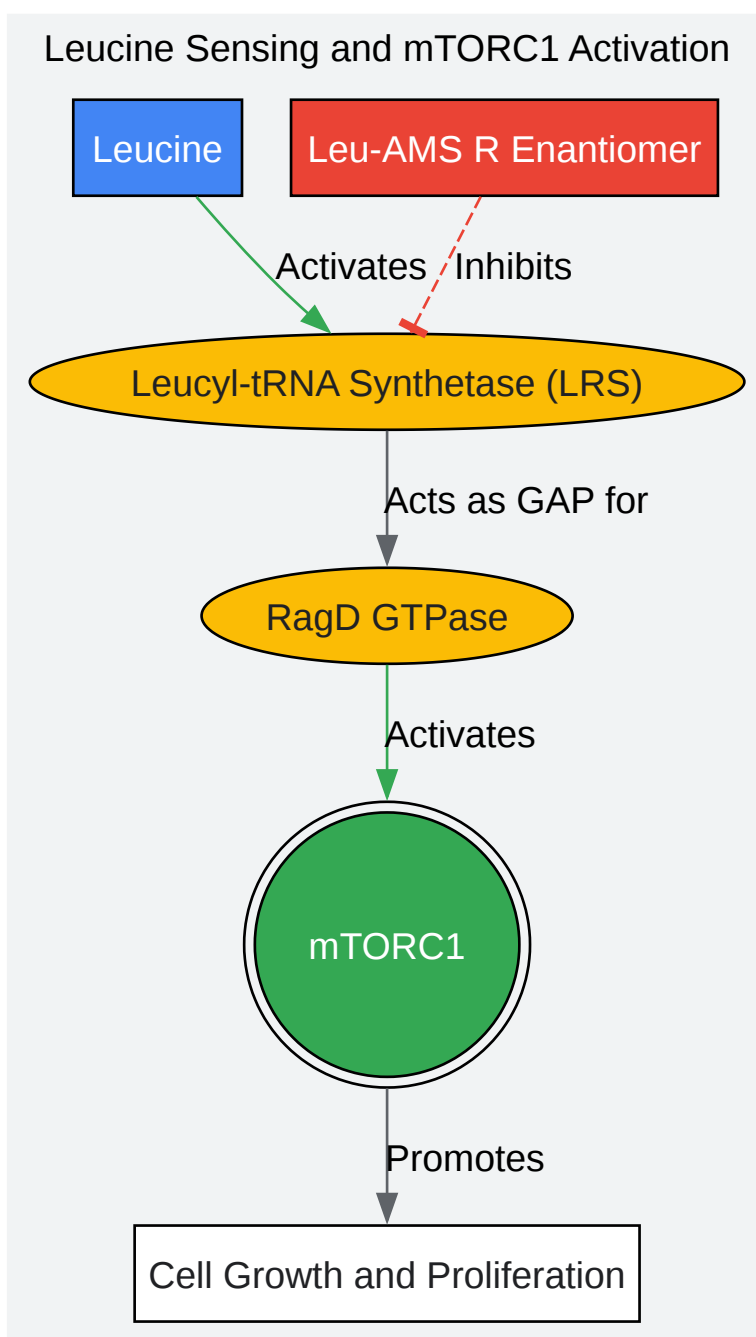 Leucine Sensing and mTORC1 Activation
Leucine
Leu-AMS R Enantiomer
Activates
Inhibits
Leucyl-tRNA Synthetase (LRS)
Acts as GAP for
RagD GTPase
Activates
mTORC1
Promotes
Cell Growth and Proliferation